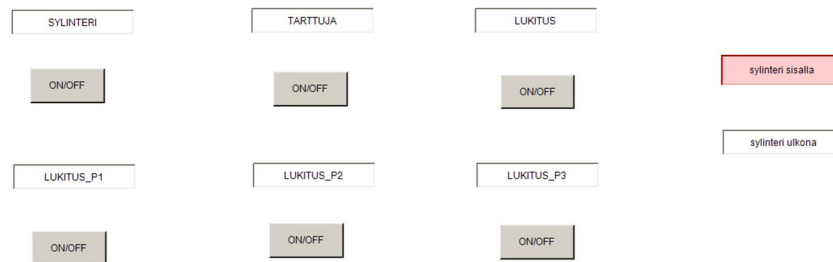 SYLINTERI
TARTTUJA
LUKITUS
ON/OFF
ON/OFF
ON/OFF
sylinteri sisalla
sylinteri ulkona
LUKITUS_P1
LUKITUS_P2
LUKITUS_P3
ON/OFF
ON/OFF
ON/OFF